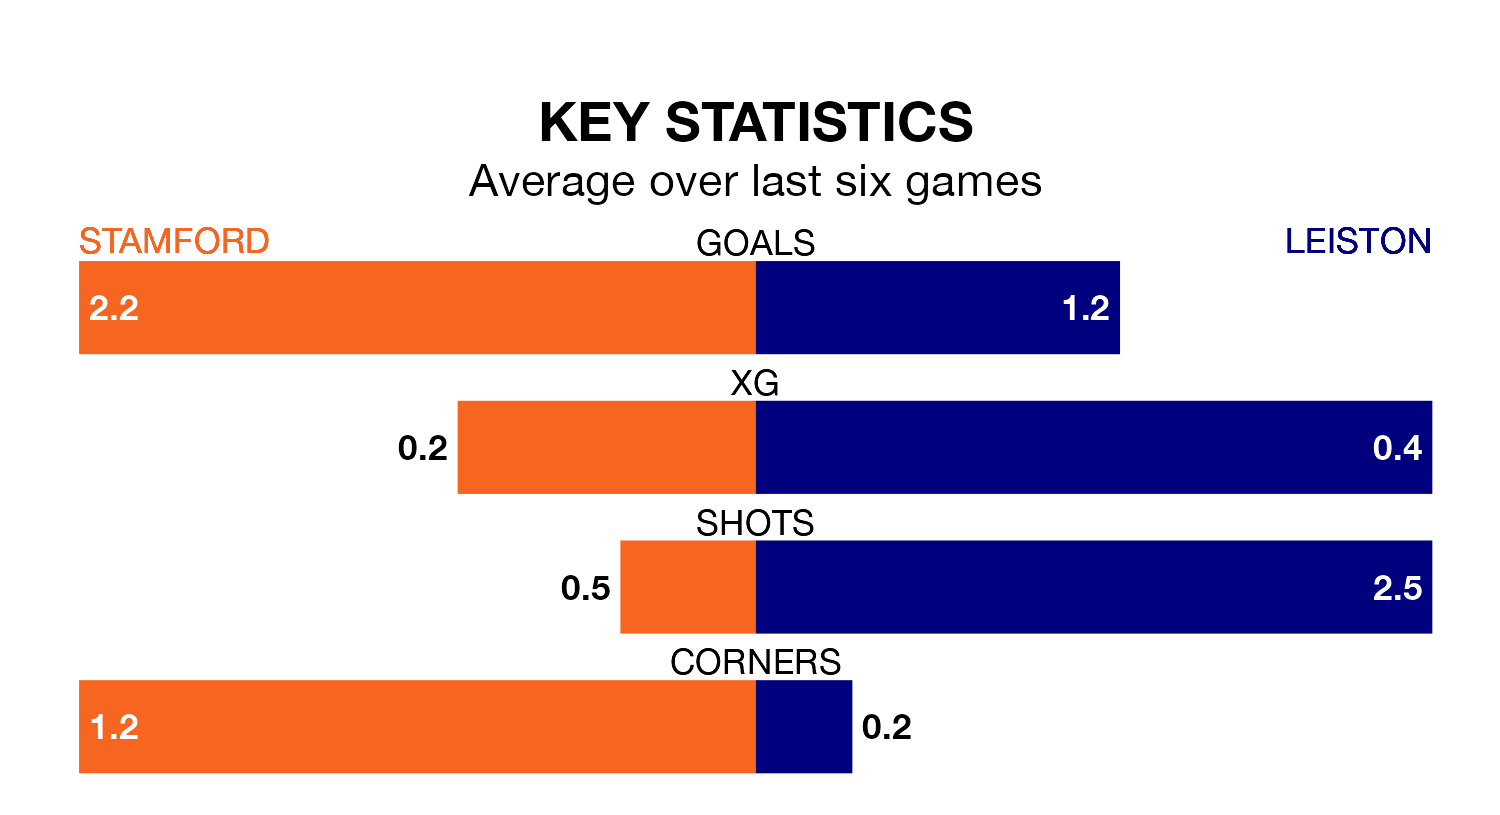 KEY STATISTICS
Average over last six games
STAMFORD GOALS LEISTON
2.2 1.2
XG
0.2 0.4
SHOTS
0.5 2.5
CORNERS
1.2 0.2